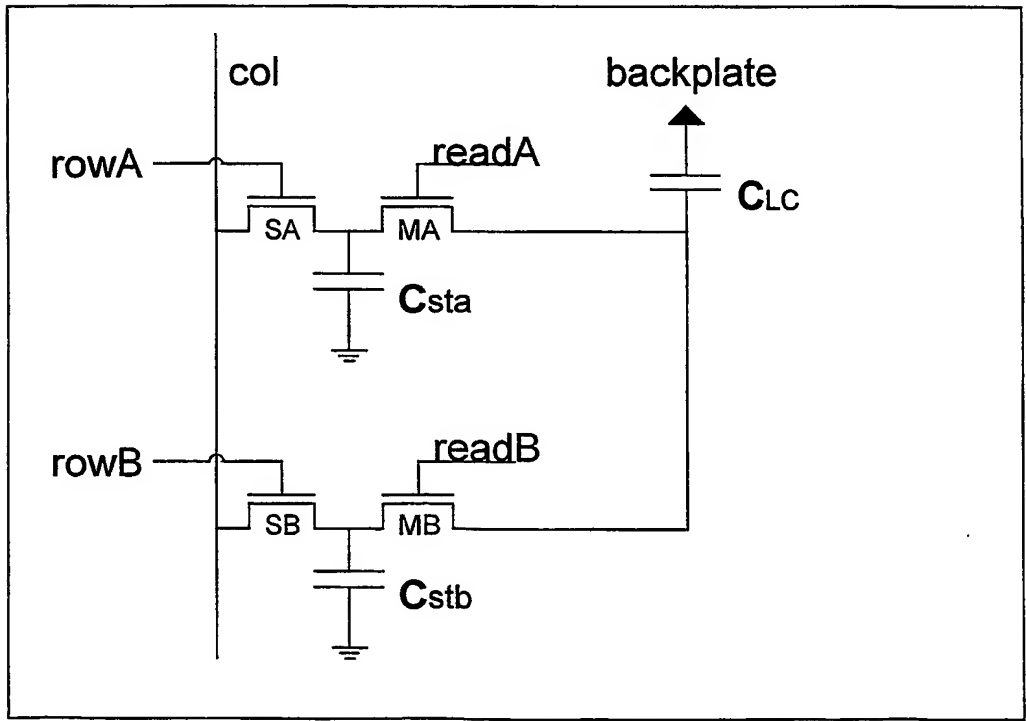 col
backplate
rowA
readA
CLC
SA
MA
Csta
rowB
readB
SB
MB
Cstb